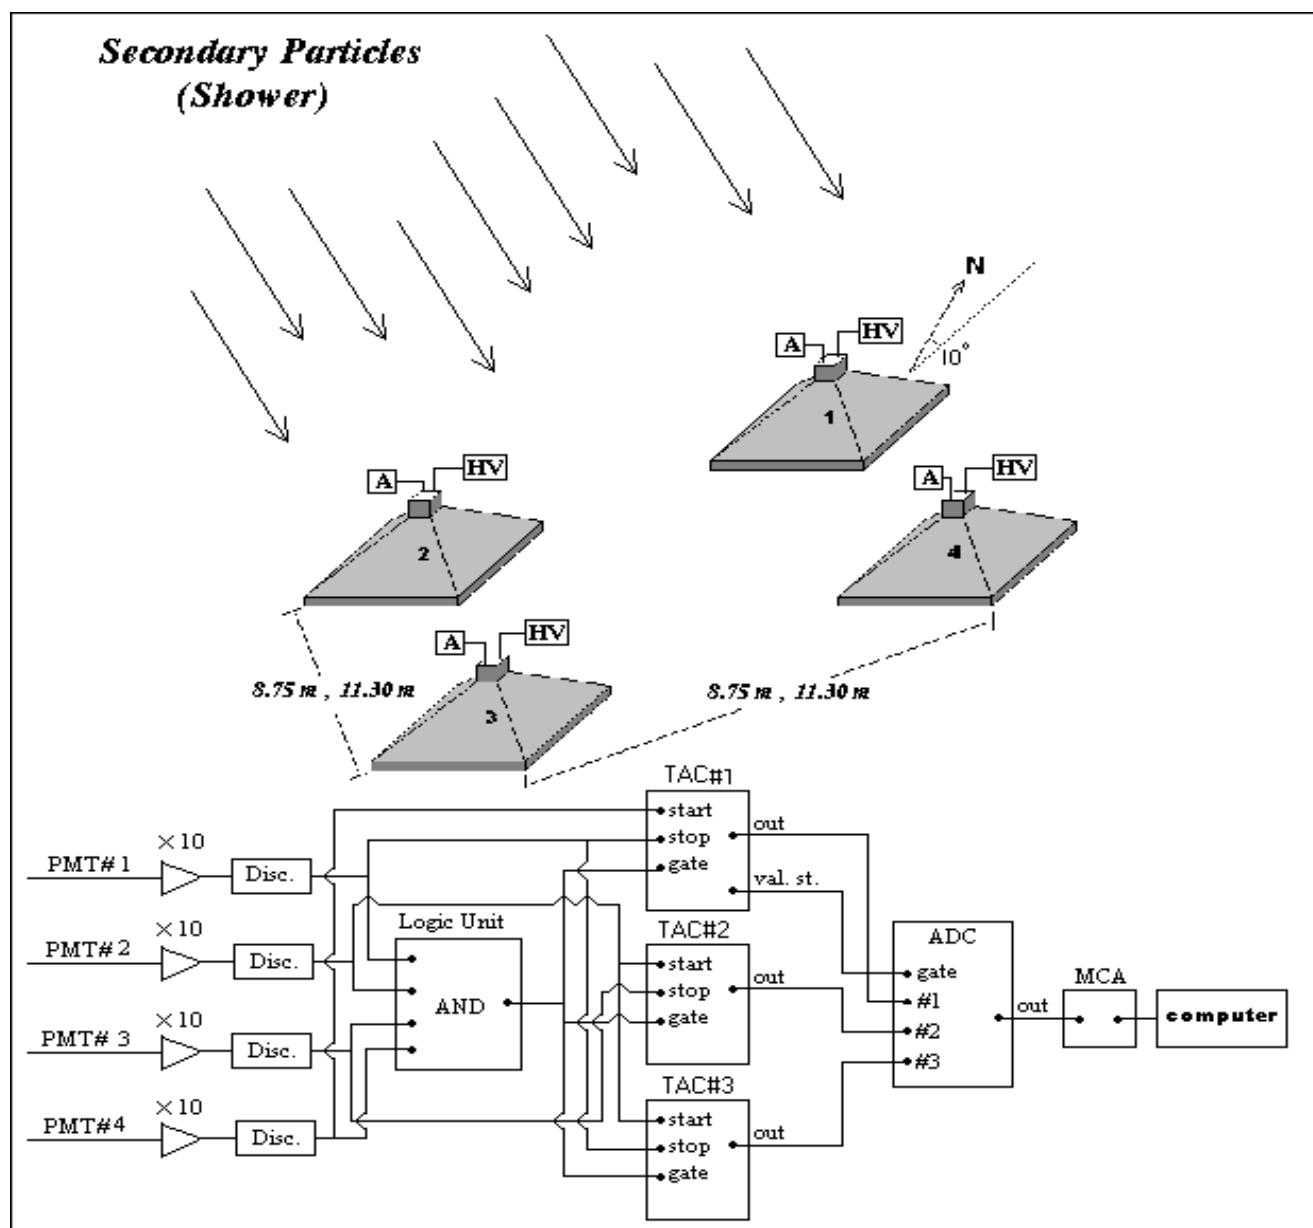 Secondary Particles
(Shower)
N
10°
A HV
1
A HV
2
A HV
4
A HV
3
8.75 m , 11.30 m
8.75 m , 11.30 m
TAC#1
start
stop
gate
out
val. st.
PMT# 1
×10
Disc.
PMT# 2
×10
Disc.
PMT# 3
×10
Disc.
PMT#4
×10
Disc.
Logic Unit
AND
TAC#2
start
stop
gate
out
TAC#3
start
stop
gate
out
ADC
gate
#1
#2
#3
out
MCA
computer